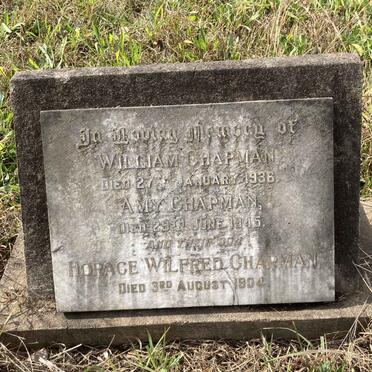 In Loving Memory of
WILLIAM CHAPMAN
DIED 27TH JANUARY 1936
AMY CHAPMAN,
DIED 29TH JUNE 1945.
AND THEIR SON
HORACE WILFRED CHAPMAN
DIED 3RD AUGUST 1904.